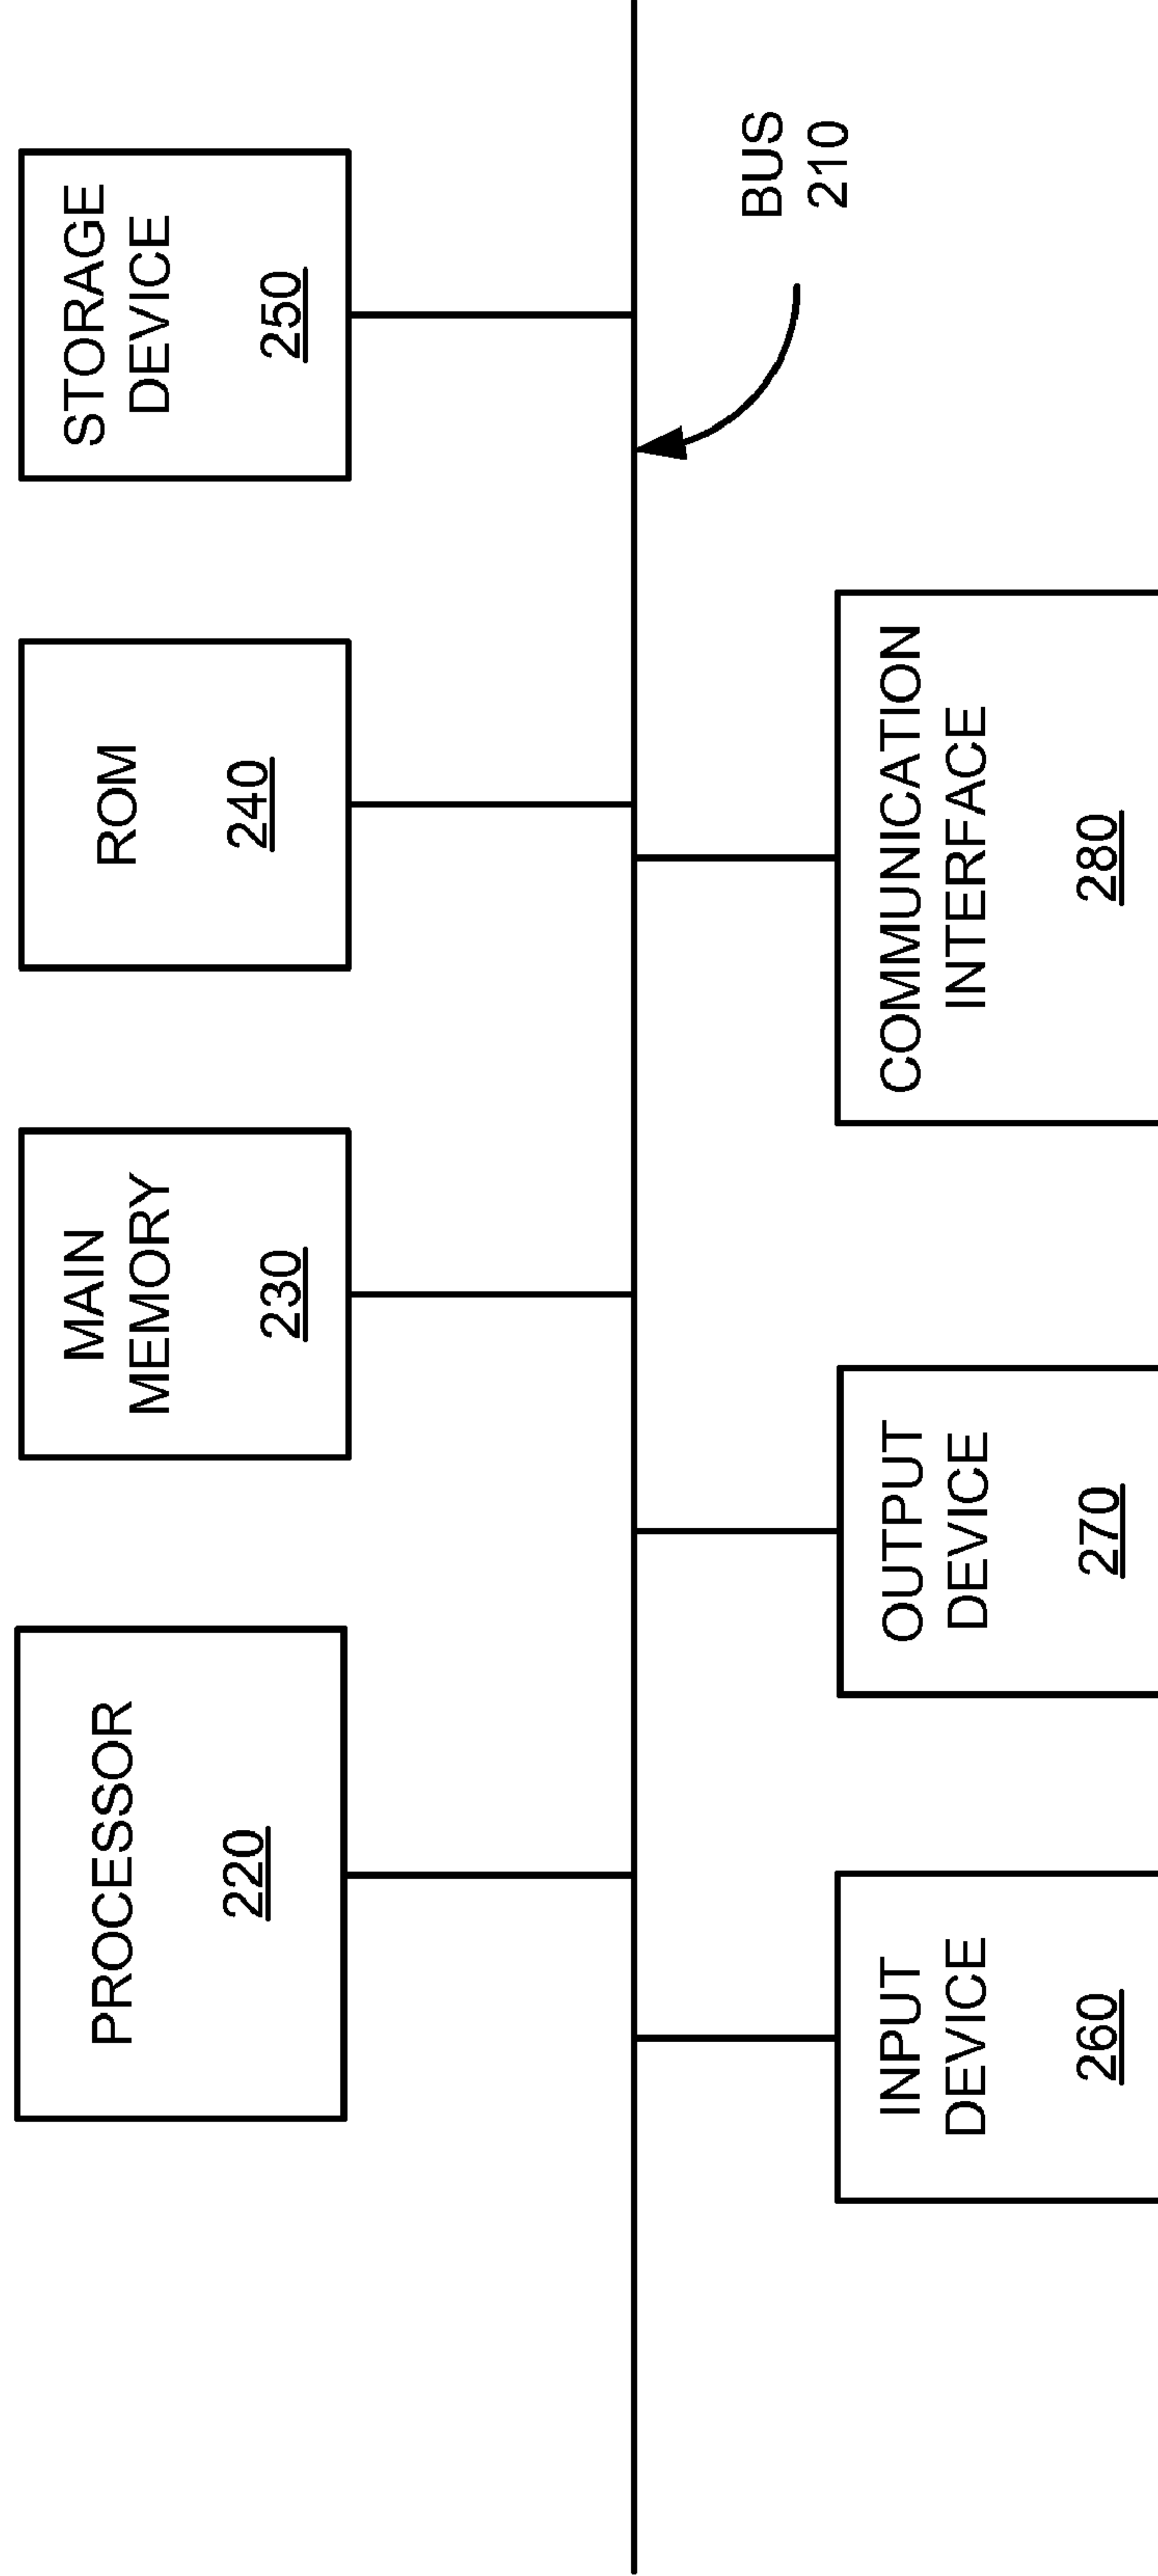 PROCESSOR
220
MAIN
MEMORY
230
ROM
240
STORAGE
DEVICE
250
BUS
210
INPUT
DEVICE
260
OUTPUT
DEVICE
270
COMMUNICATION
INTERFACE
280